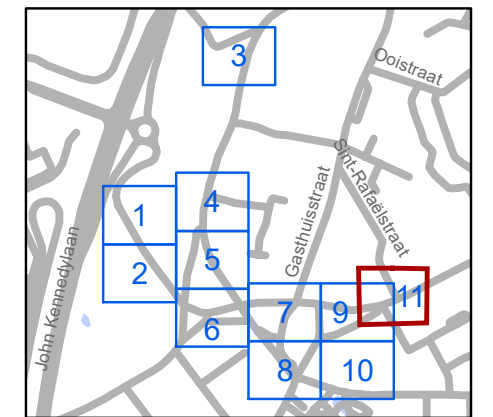 3
Ooistraat
Sint-Rafaëlstraat
Gasthuisstraat
John Kennedylaan
1
4
2
5
6
7
9
11
8
10